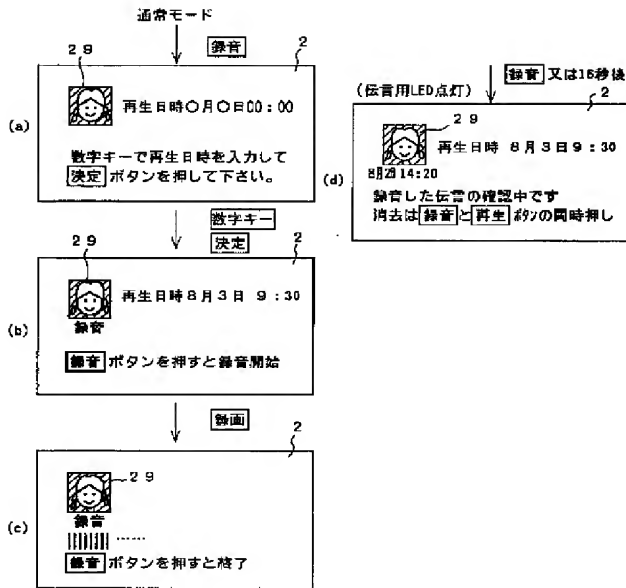 通常モード
録音
29
2
(a)
再生日時〇月〇日00:00
数字キーで再生日時を入力して
決定 ボタンを押して下さい。
数字キー
決定
29
2
(b)
再生日時8月3日 9:30
録音
録音 ボタンを押すと録音開始
録画
2
29
(c)
録音
......
録音 ボタンを押すと終了
録音 又は16秒後
(伝言用LED点灯)
2
29
(d)
再生日時 8月3日9:30
8月2日14:20
録音した伝言の確認中です
消去は 録音 と 再生 ボタンの同時押し